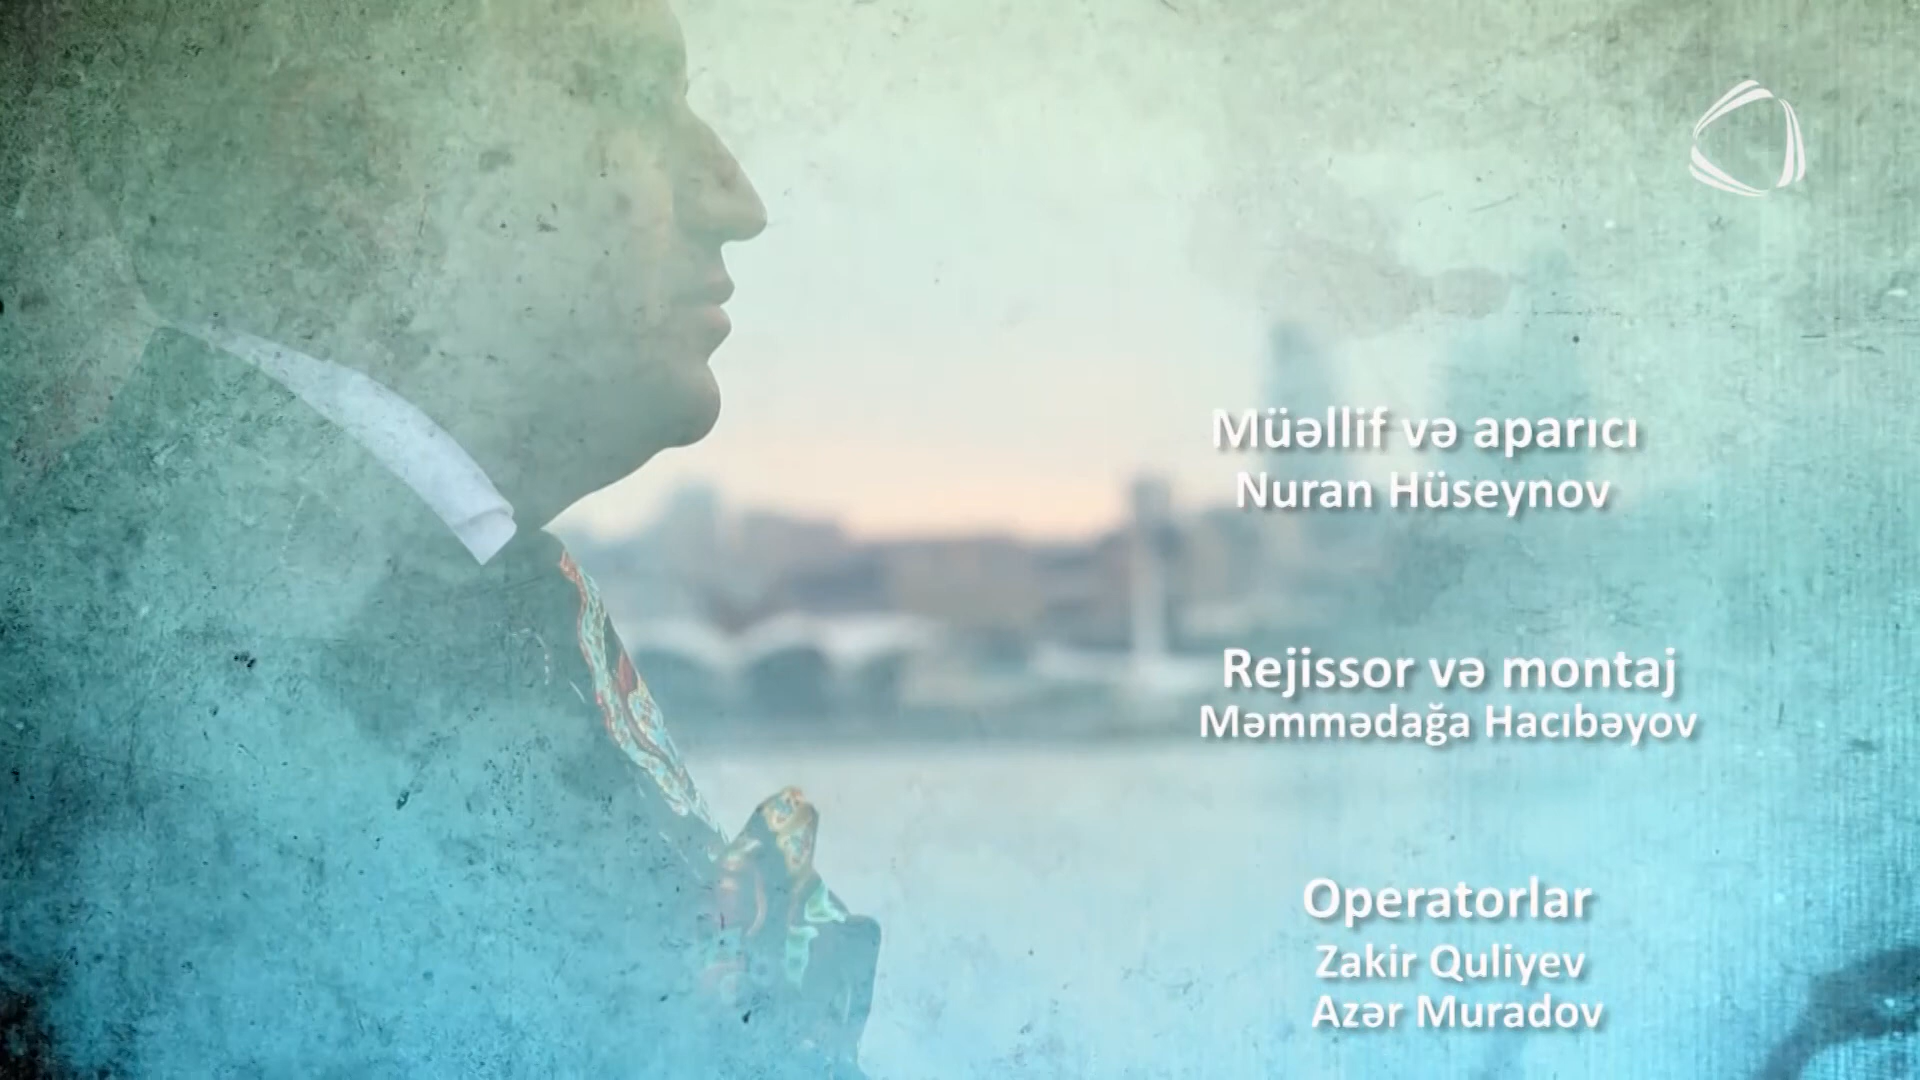 Müəllif və aparıcı
Nuran Hüseynov
Rejissor və montaj
Məmmədağa Hacıbəyov
Operatorlar
Zakir Quliyev
Azər Muradov